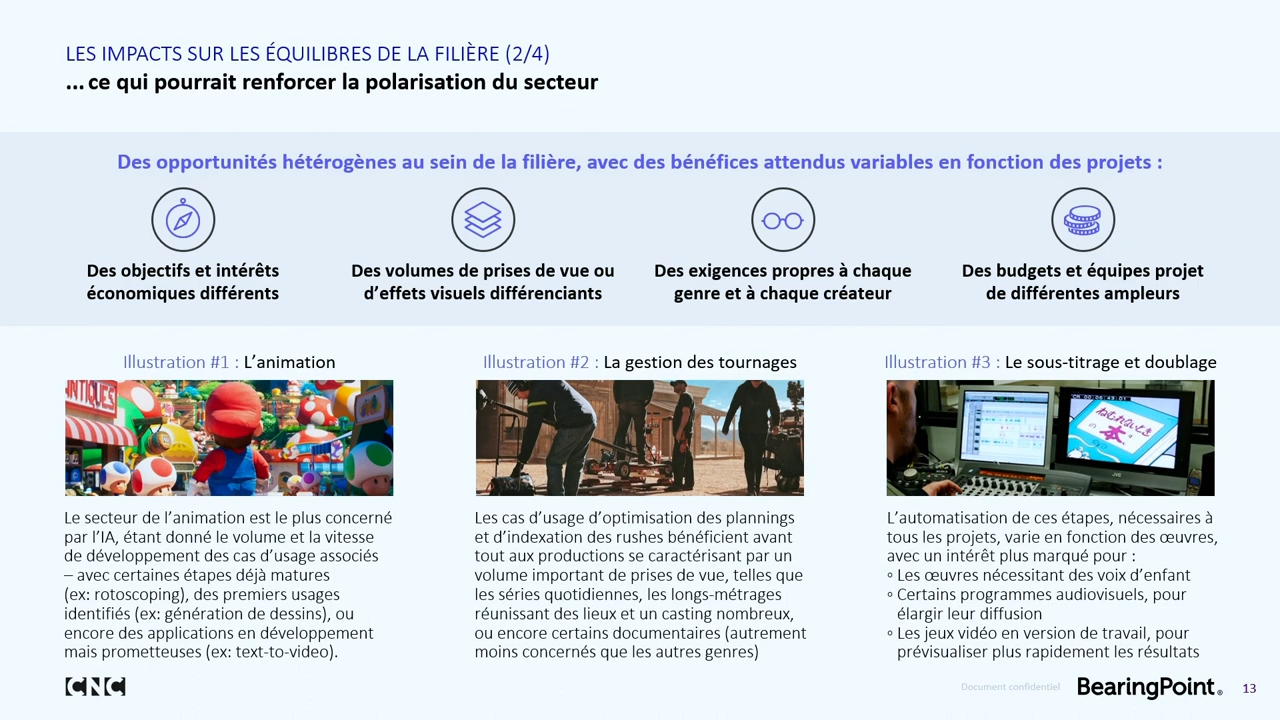 LES IMPACTS SUR LES ÉQUILIBRES DE LA FILIÈRE (2/4)
... ce qui pourrait renforcer la polarisation du secteur
Des opportunités hétérogènes au sein de la filière, avec des bénéfices attendus variables en fonction des projets :
Des objectifs et intérêts
économiques différents
Des volumes de prises de vue ou
d’effets visuels différenciants
Des exigences propres à chaque
genre et à chaque créateur
Des budgets et équipes projet
de différentes ampleurs
Illustration #1 : L’animation
ANTIQUES
Le secteur de l’animation est le plus concerné
par l’IA, étant donné le volume et la vitesse
de développement des cas d’usage associés
– avec certaines étapes déjà matures
(ex: rotoscoping), des premiers usages
identifiés (ex: génération de dessins), ou
encore des applications en développement
mais prometteuses (ex: text-to-video).
Illustration #2 : La gestion des tournages
Les cas d’usage d’optimisation des plannings
et d’indexation des rushes bénéficient avant
tout aux productions se caractérisant par un
volume important de prises de vue, telles que
les séries quotidiennes, les longs-métrages
réunissant des lieux et un casting nombreux,
ou encore certains documentaires (autrement
moins concernés que les autres genres)
Illustration #3 : Le sous-titrage et doublage
ねむれないよる
の
本
JVC
L’automatisation de ces étapes, nécessaires à
tous les projets, varie en fonction des œuvres,
avec un intérêt plus marqué pour :
◦ Les œuvres nécessitant des voix d’enfant
◦ Certains programmes audiovisuels, pour
élargir leur diffusion
◦ Les jeux vidéo en version de travail, pour
prévisualiser plus rapidement les résultats
CNC
Document confidentiel
BearingPoint®
13